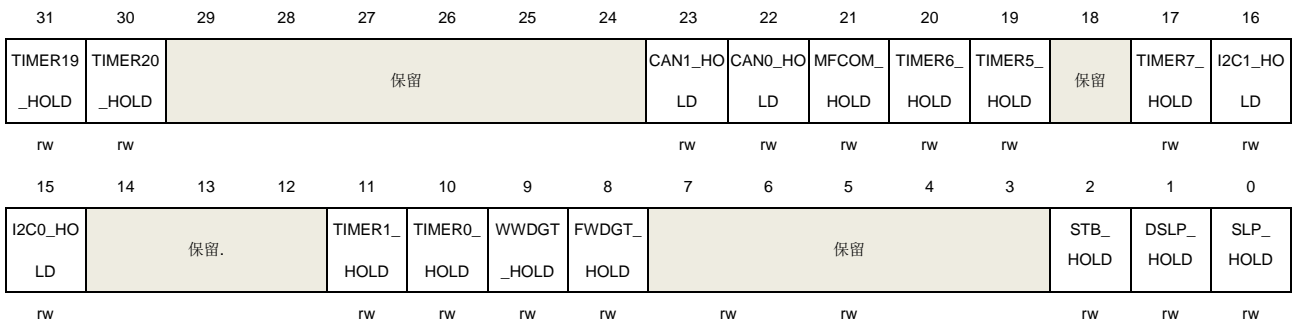 31 30 29 28 27 26 25 24 23 22 21 20 19 18 17 16
TIMER19 TIMER20 保留 CAN1_HO CAN0_HO MFCOM_ TIMER6_ TIMER5_ 保留 TIMER7_ I2C1_HO
_HOLD _HOLD LD LD HOLD HOLD HOLD HOLD LD
rw rw rw rw rw rw rw rw rw
15 14 13 12 11 10 9 8 7 6 5 4 3 2 1 0
I2C0_HO 保留. TIMER1_ TIMER0_ WWDGT FWDGT_ 保留 STB_ DSLP_ SLP_
LD HOLD HOLD _HOLD HOLD HOLD HOLD HOLD
rw rw rw rw rw rw rw rw rw rw